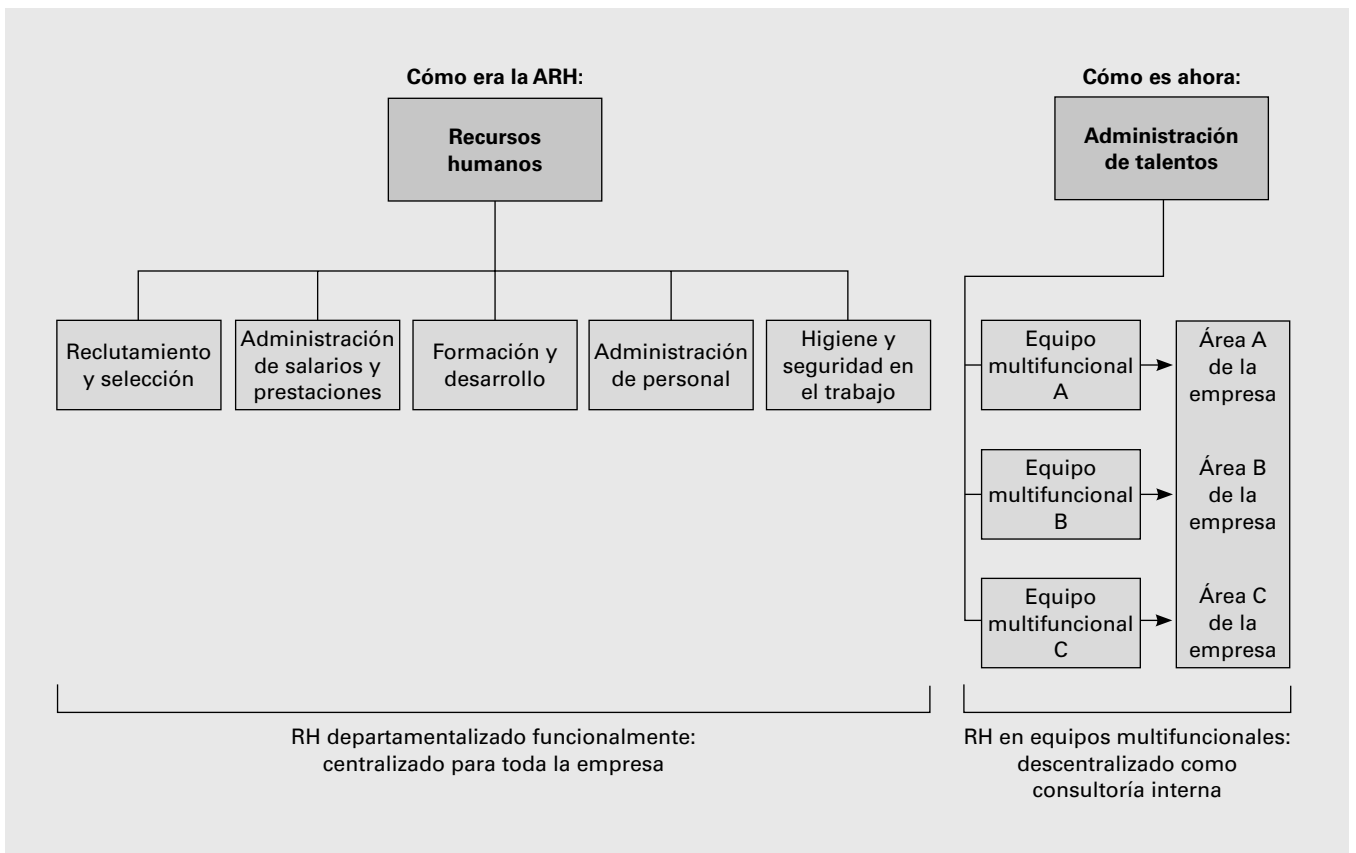 Cómo era la ARH:
Recursos
humanos
Reclutamiento
y selección
Administración
de salarios y
prestaciones
Formación y
desarrollo
Administración
de personal
Higiene y
seguridad en
el trabajo
RH departamentalizado funcionalmente:
centralizado para toda la empresa
Cómo es ahora:
Administración
de talentos
Equipo
multifuncional
A
Área A
de la
empresa
Equipo
multifuncional
B
Área B
de la
empresa
Equipo
multifuncional
C
Área C
de la
empresa
RH en equipos multifuncionales:
descentralizado como
consultoría interna